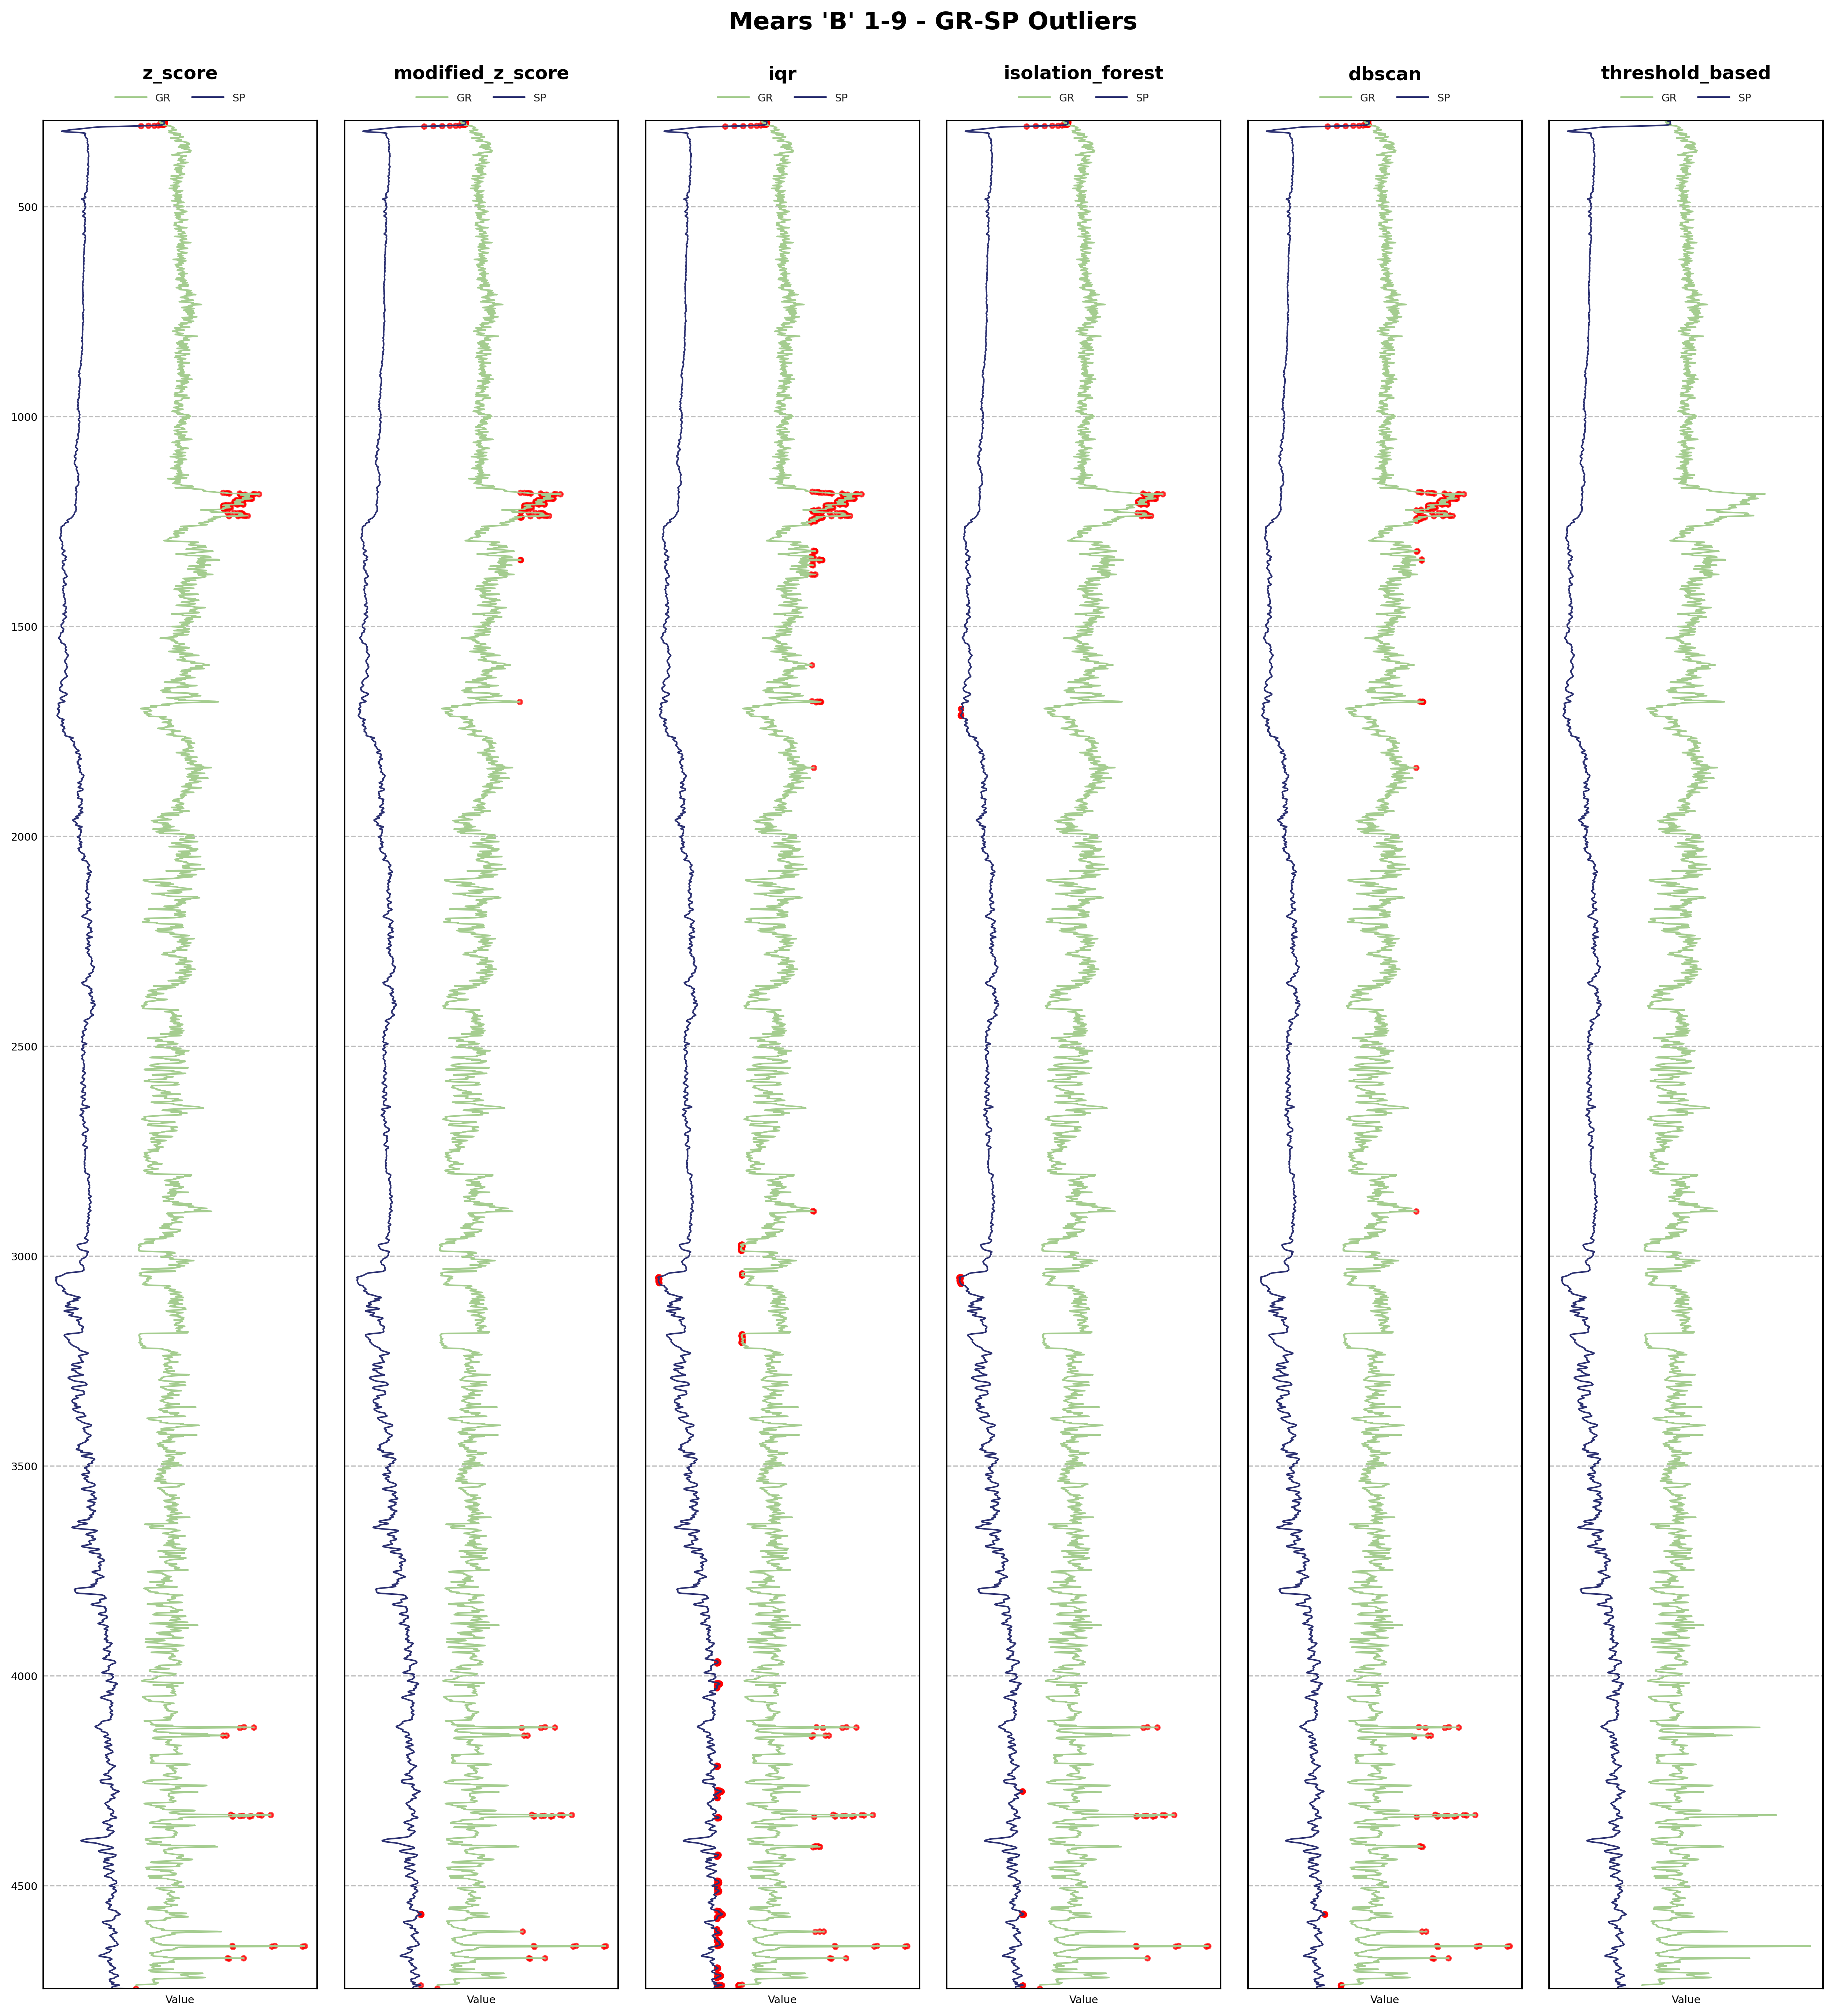 Mears 'B' 1-9 - GR-SP Outliers
z_score modified_z_score iqr isolation_forest dbscan threshold_based
GR SP GR SP GR SP GR SP GR SP GR SP
500
1000
1500
2000
2500
3000
3500
4000
4500
Value Value Value Value Value Value